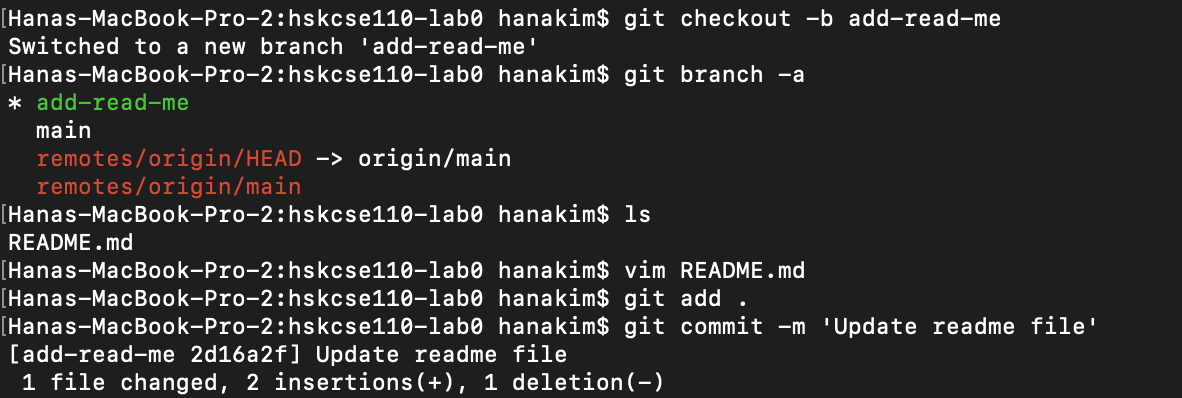 [Hanas-MacBook-Pro-2:hskcse110-lab0 hanakim$ git checkout -b add-read-me
Switched to a new branch 'add-read-me'
[Hanas-MacBook-Pro-2:hskcse110-lab0 hanakim$ git branch -a
* add-read-me
  main
  remotes/origin/HEAD -> origin/main
  remotes/origin/main
[Hanas-MacBook-Pro-2:hskcse110-lab0 hanakim$ ls
README.md
[Hanas-MacBook-Pro-2:hskcse110-lab0 hanakim$ vim README.md
[Hanas-MacBook-Pro-2:hskcse110-lab0 hanakim$ git add .
[Hanas-MacBook-Pro-2:hskcse110-lab0 hanakim$ git commit -m 'Update readme file'
[add-read-me 2d16a2f] Update readme file
 1 file changed, 2 insertions(+), 1 deletion(-)